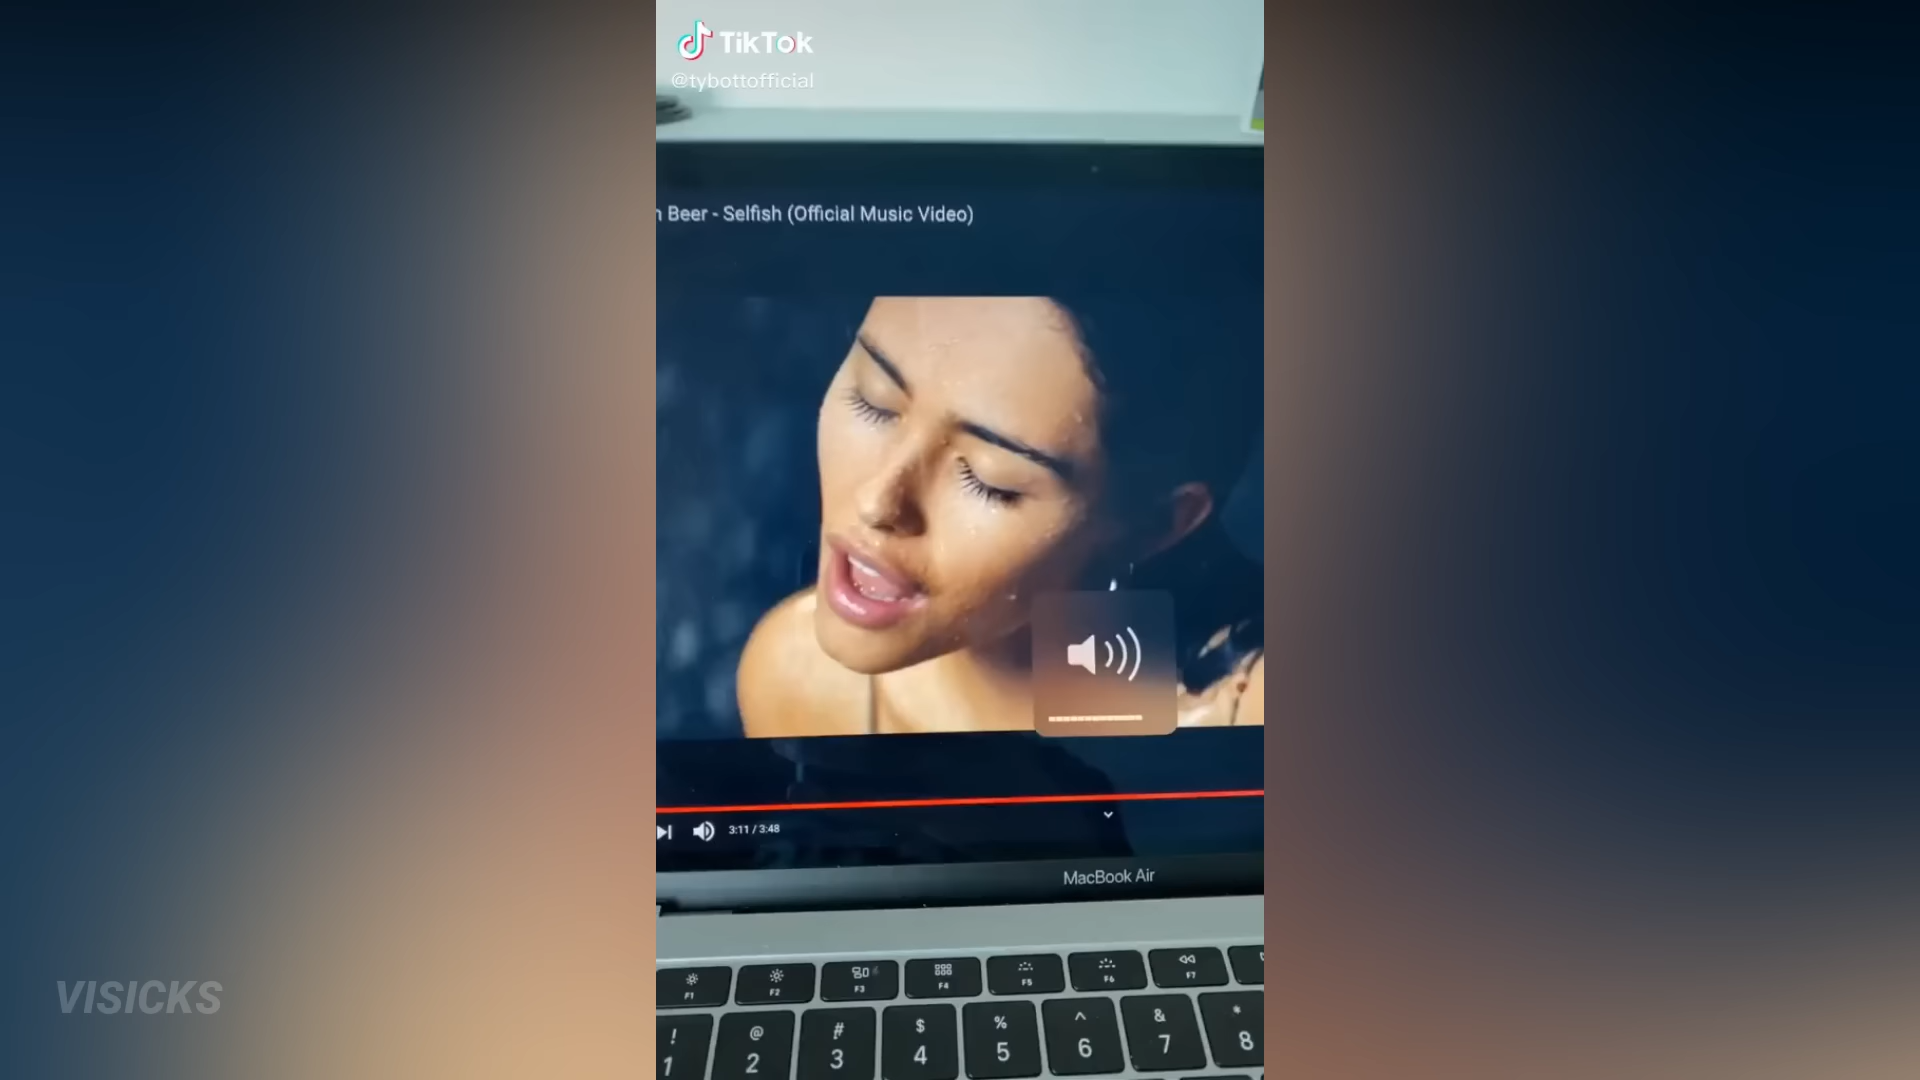 TikTok
@tybottofficial
n Beer - Selfish (Official Music Video)
3:11 / 3:48
MacBook Air
F1 F2 F3 F4 F5 F6 F7
! @ # $ % ^ & *
1 2 3 4 5 6 7 8
VISICKS